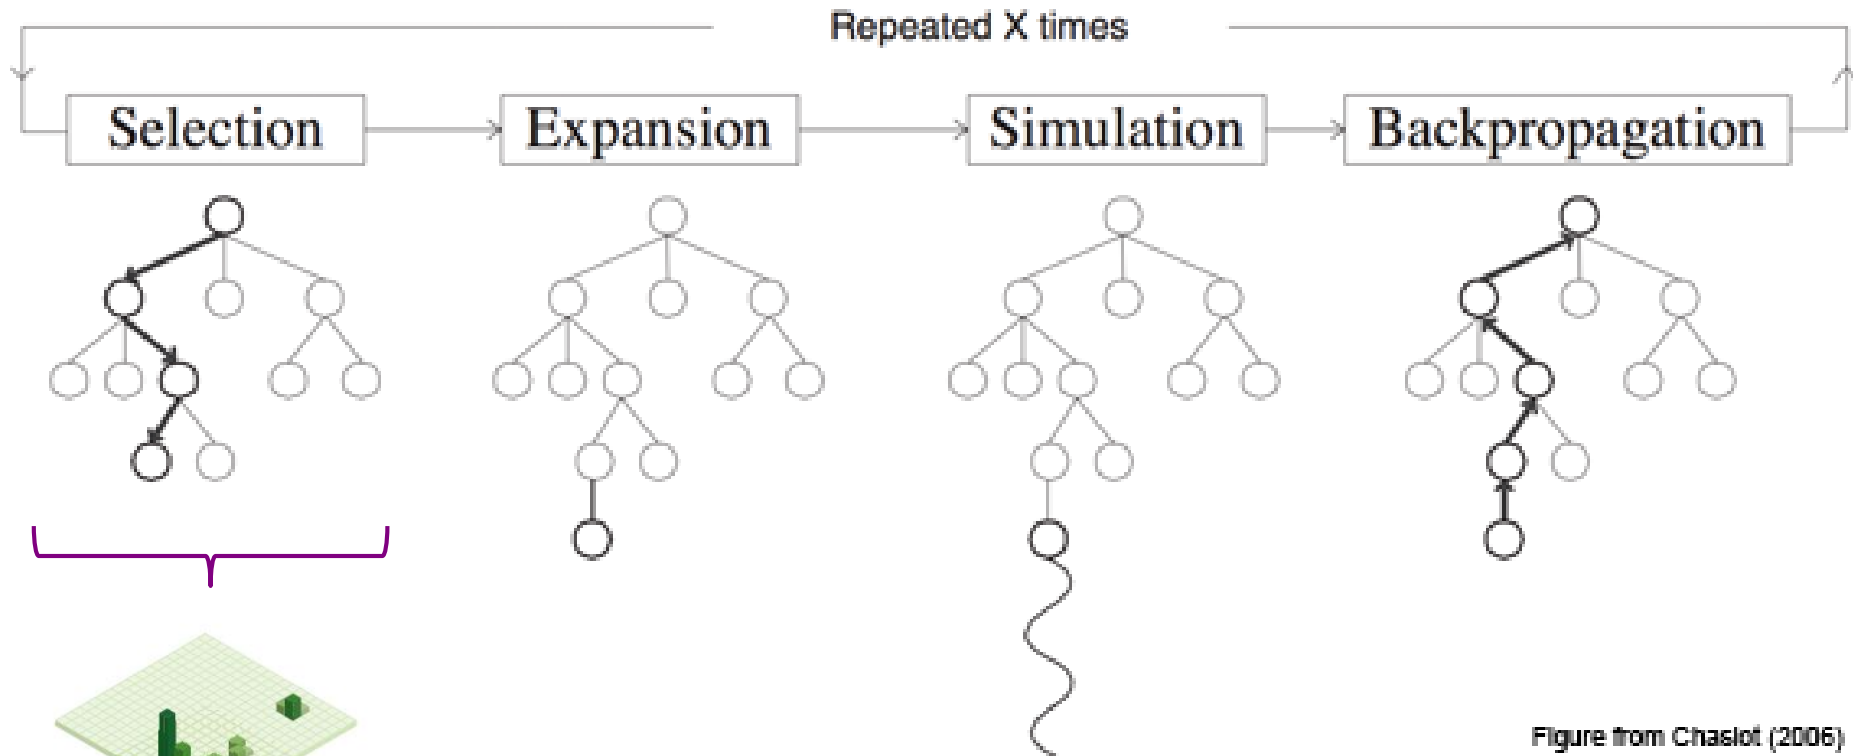 Repeated X times
Selection
Expansion
Simulation
Backpropagation
Figure from Chaslot (2006)